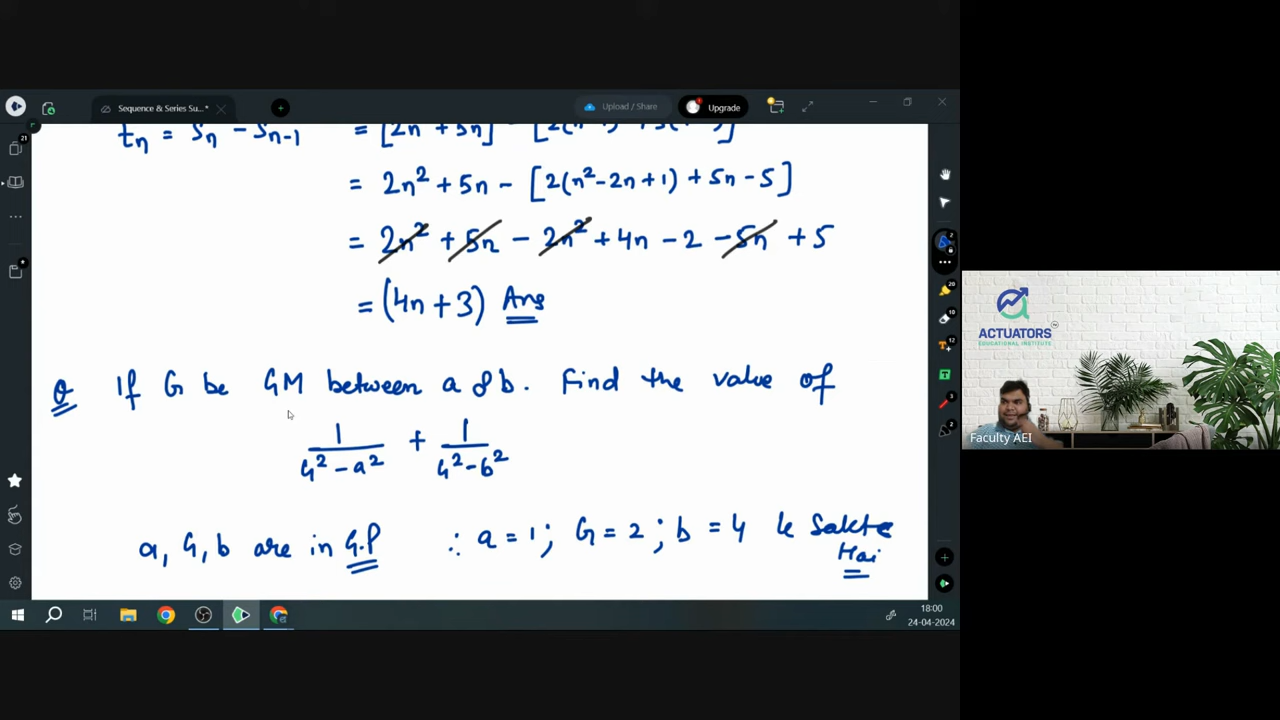 Sequence & Series Su...*
Upload / Share
Upgrade
tn = Sn - Sn-1
= 2n² + 5n - [2(n²-2n+1) + 5n - 5]
= 2n² + 5n - 2n² + 4n - 2 - 5n + 5
= (4n + 3) Ans
Q If G be GM between a & b. Find the value of
1/(G² - a²) + 1/(G² - b²)
a, G, b are in G.P ∴ a = 1; G = 2; b = 4 le Sakte
Hai
ACTUATORS
EDUCATIONAL INSTITUTE
Faculty AEI
18:00
24-04-2024